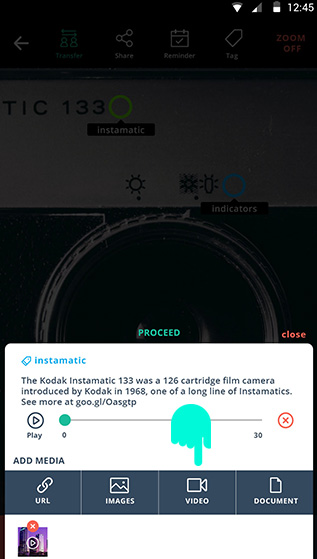 12:45
Transfer
Share
Reminder
Tag
ZOOM
OFF
TIC 133
instamatic
indicators
PROCEED
close
instamatic
The Kodak Instamatic 133 was a 126 cartridge film camera
introduced by Kodak in 1968, one of a long line of Instamatics.
See more at goo.gl/Oasgtp
Play
0
30
ADD MEDIA
URL
IMAGES
VIDEO
DOCUMENT